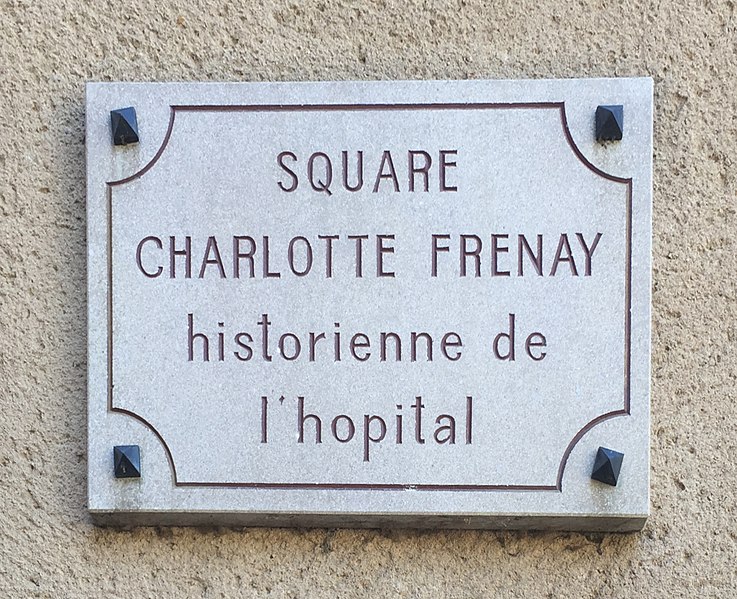 SQUARE
CHARLOTTE FRENAY
historienne de
l'hopital